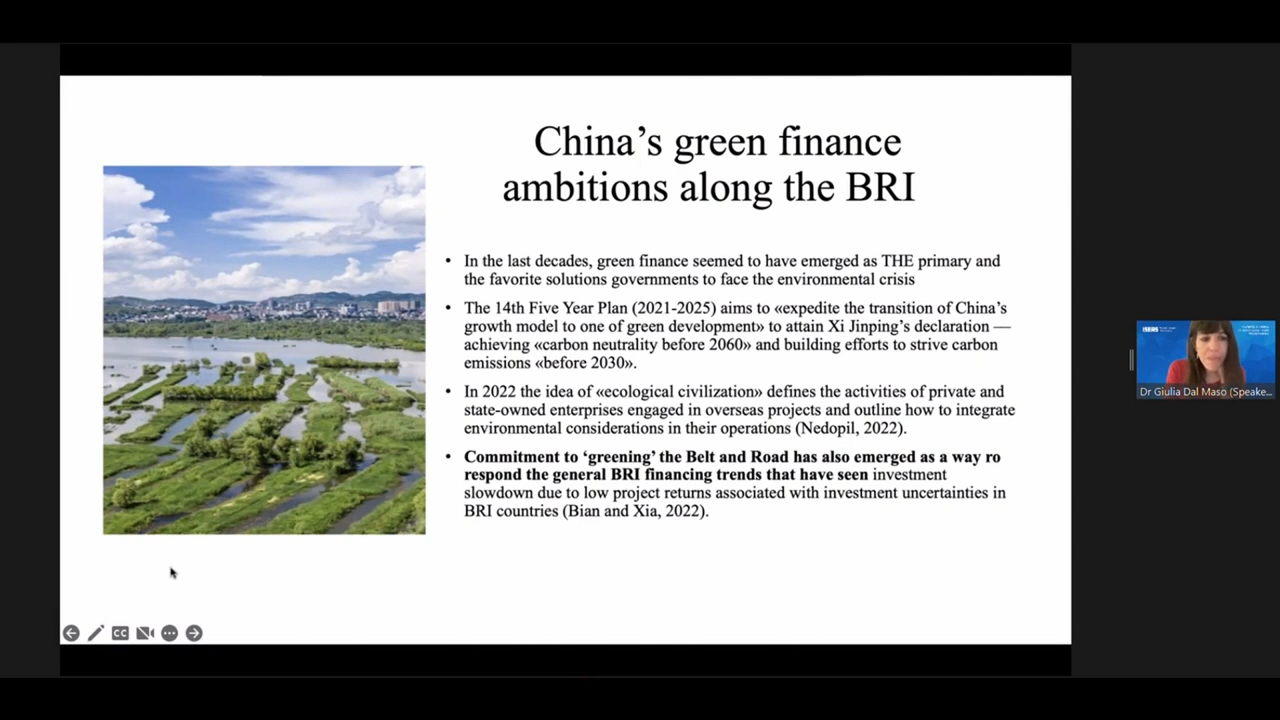 China’s green finance
ambitions along the BRI
• In the last decades, green finance seemed to have emerged as THE primary and
the favorite solutions governments to face the environmental crisis
• The 14th Five Year Plan (2021-2025) aims to «expedite the transition of China’s
growth model to one of green development» to attain Xi Jinping’s declaration —
achieving «carbon neutrality before 2060» and building efforts to strive carbon
emissions «before 2030».
• In 2022 the idea of «ecological civilization» defines the activities of private and
state-owned enterprises engaged in overseas projects and outline how to integrate
environmental considerations in their operations (Nedopil, 2022).
• Commitment to ‘greening’ the Belt and Road has also emerged as a way ro
respond the general BRI financing trends that have seen investment
slowdown due to low project returns associated with investment uncertainties in
BRI countries (Bian and Xia, 2022).
CC
ISEAS
Dr Giulia Dal Maso (Speake...